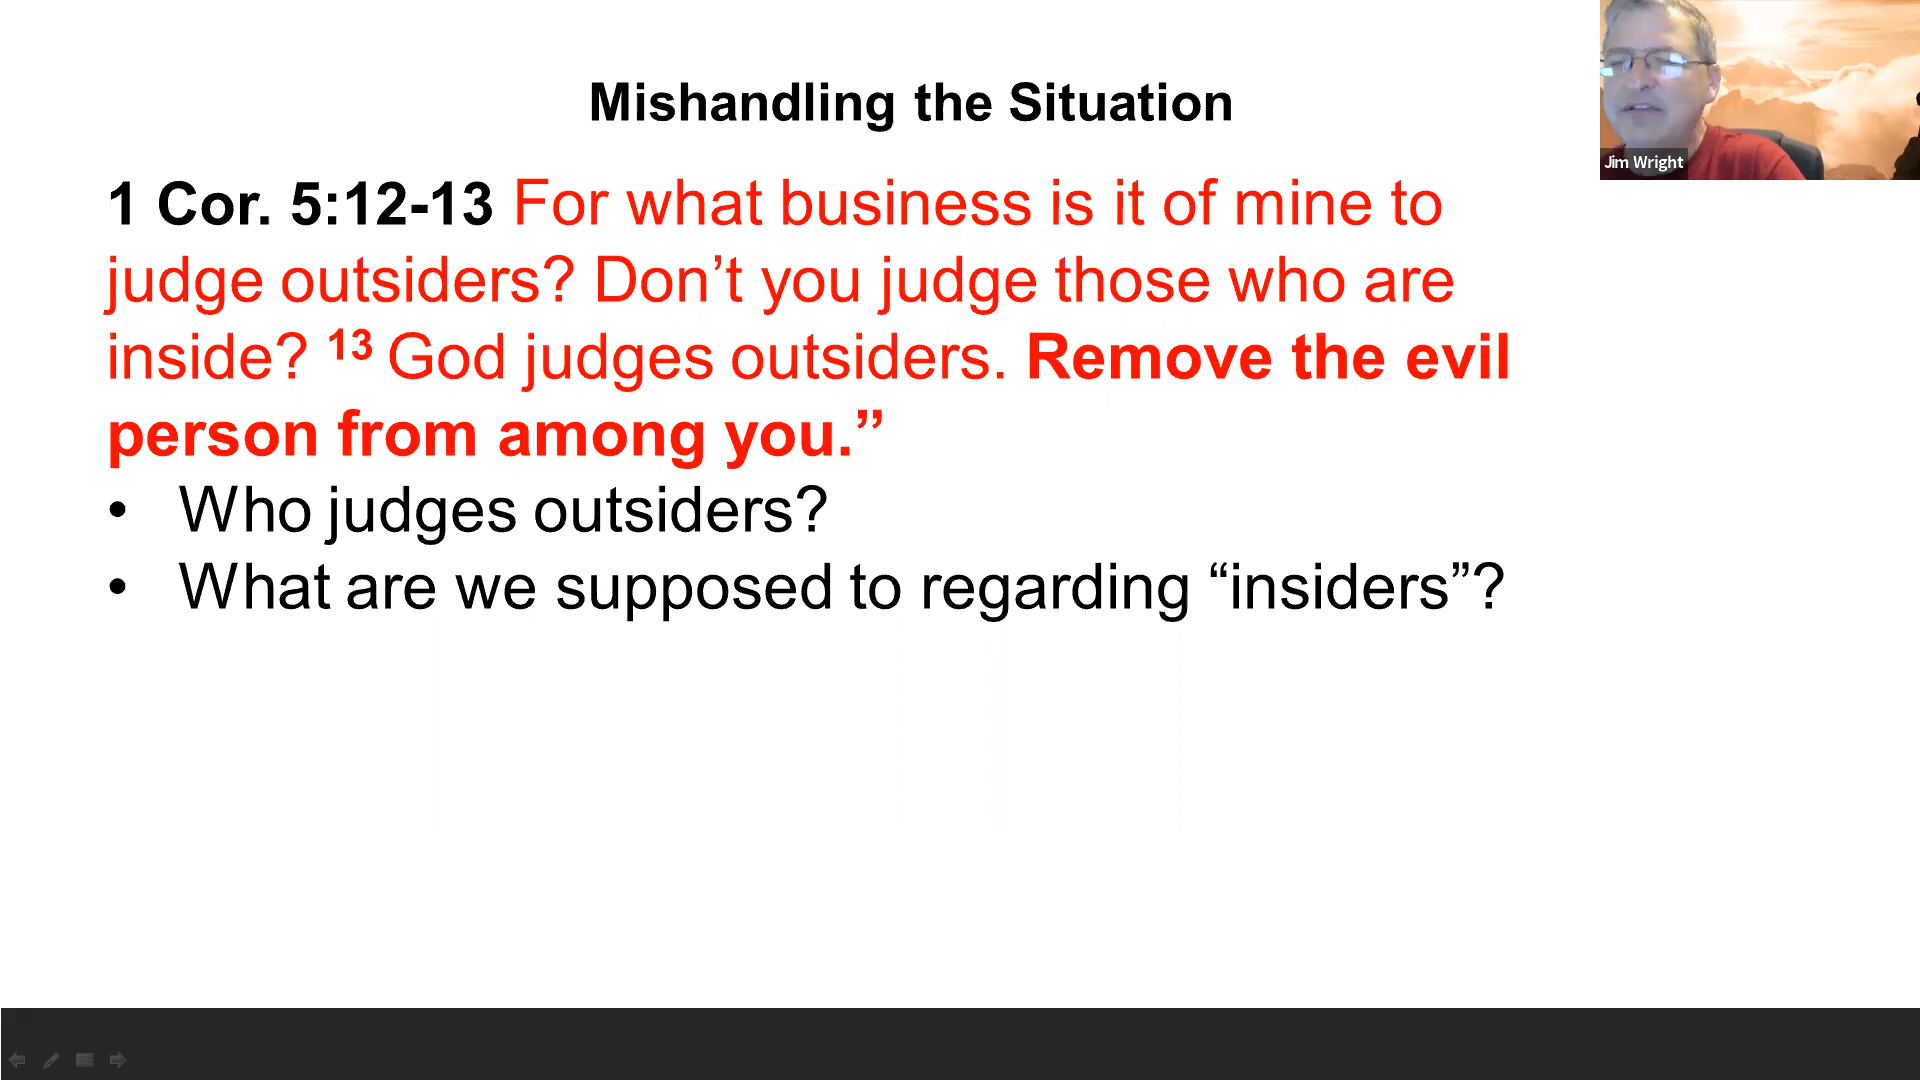 Mishandling the Situation
1 Cor. 5:12-13 For what business is it of mine to
judge outsiders? Don’t you judge those who are
inside? 13 God judges outsiders. Remove the evil
person from among you.”
• Who judges outsiders?
• What are we supposed to regarding “insiders”?
Jim Wright